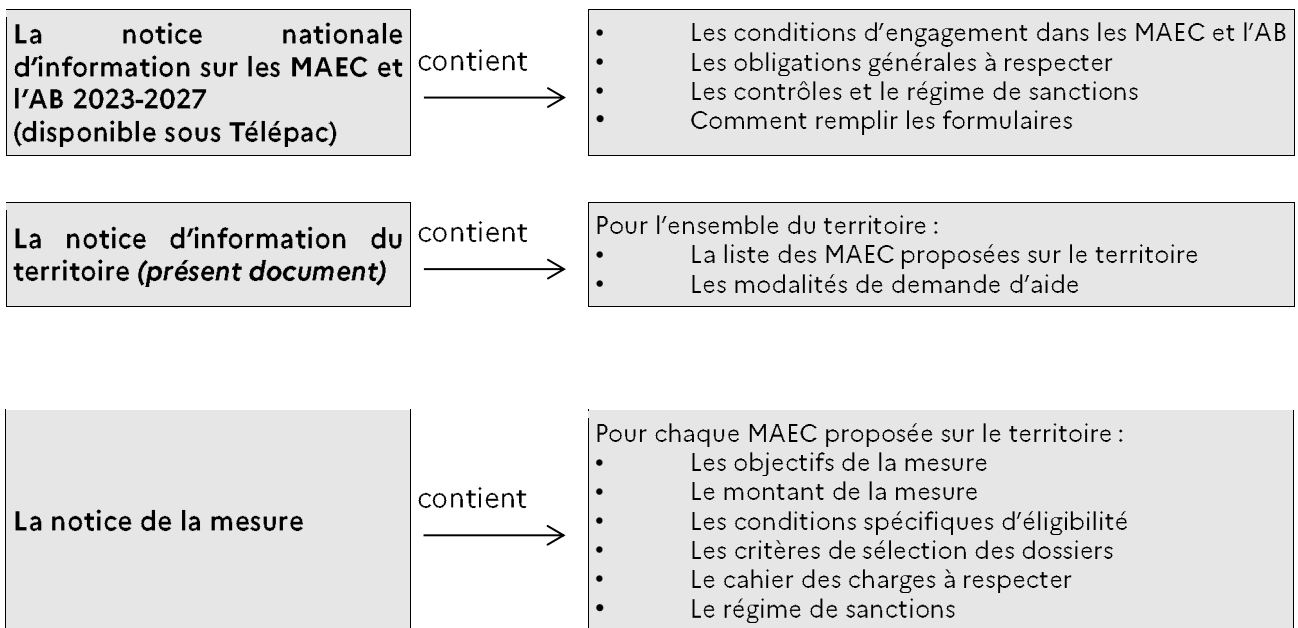 La notice nationale
d'information sur les MAEC et
l'AB 2023-2027
(disponible sous Télépac)
contient
• Les conditions d'engagement dans les MAEC et l'AB
• Les obligations générales à respecter
• Les contrôles et le régime de sanctions
• Comment remplir les formulaires
La notice d'information du
territoire (présent document)
contient
Pour l'ensemble du territoire :
• La liste des MAEC proposées sur le territoire
• Les modalités de demande d'aide
La notice de la mesure
contient
Pour chaque MAEC proposée sur le territoire :
• Les objectifs de la mesure
• Le montant de la mesure
• Les conditions spécifiques d'éligibilité
• Les critères de sélection des dossiers
• Le cahier des charges à respecter
• Le régime de sanctions